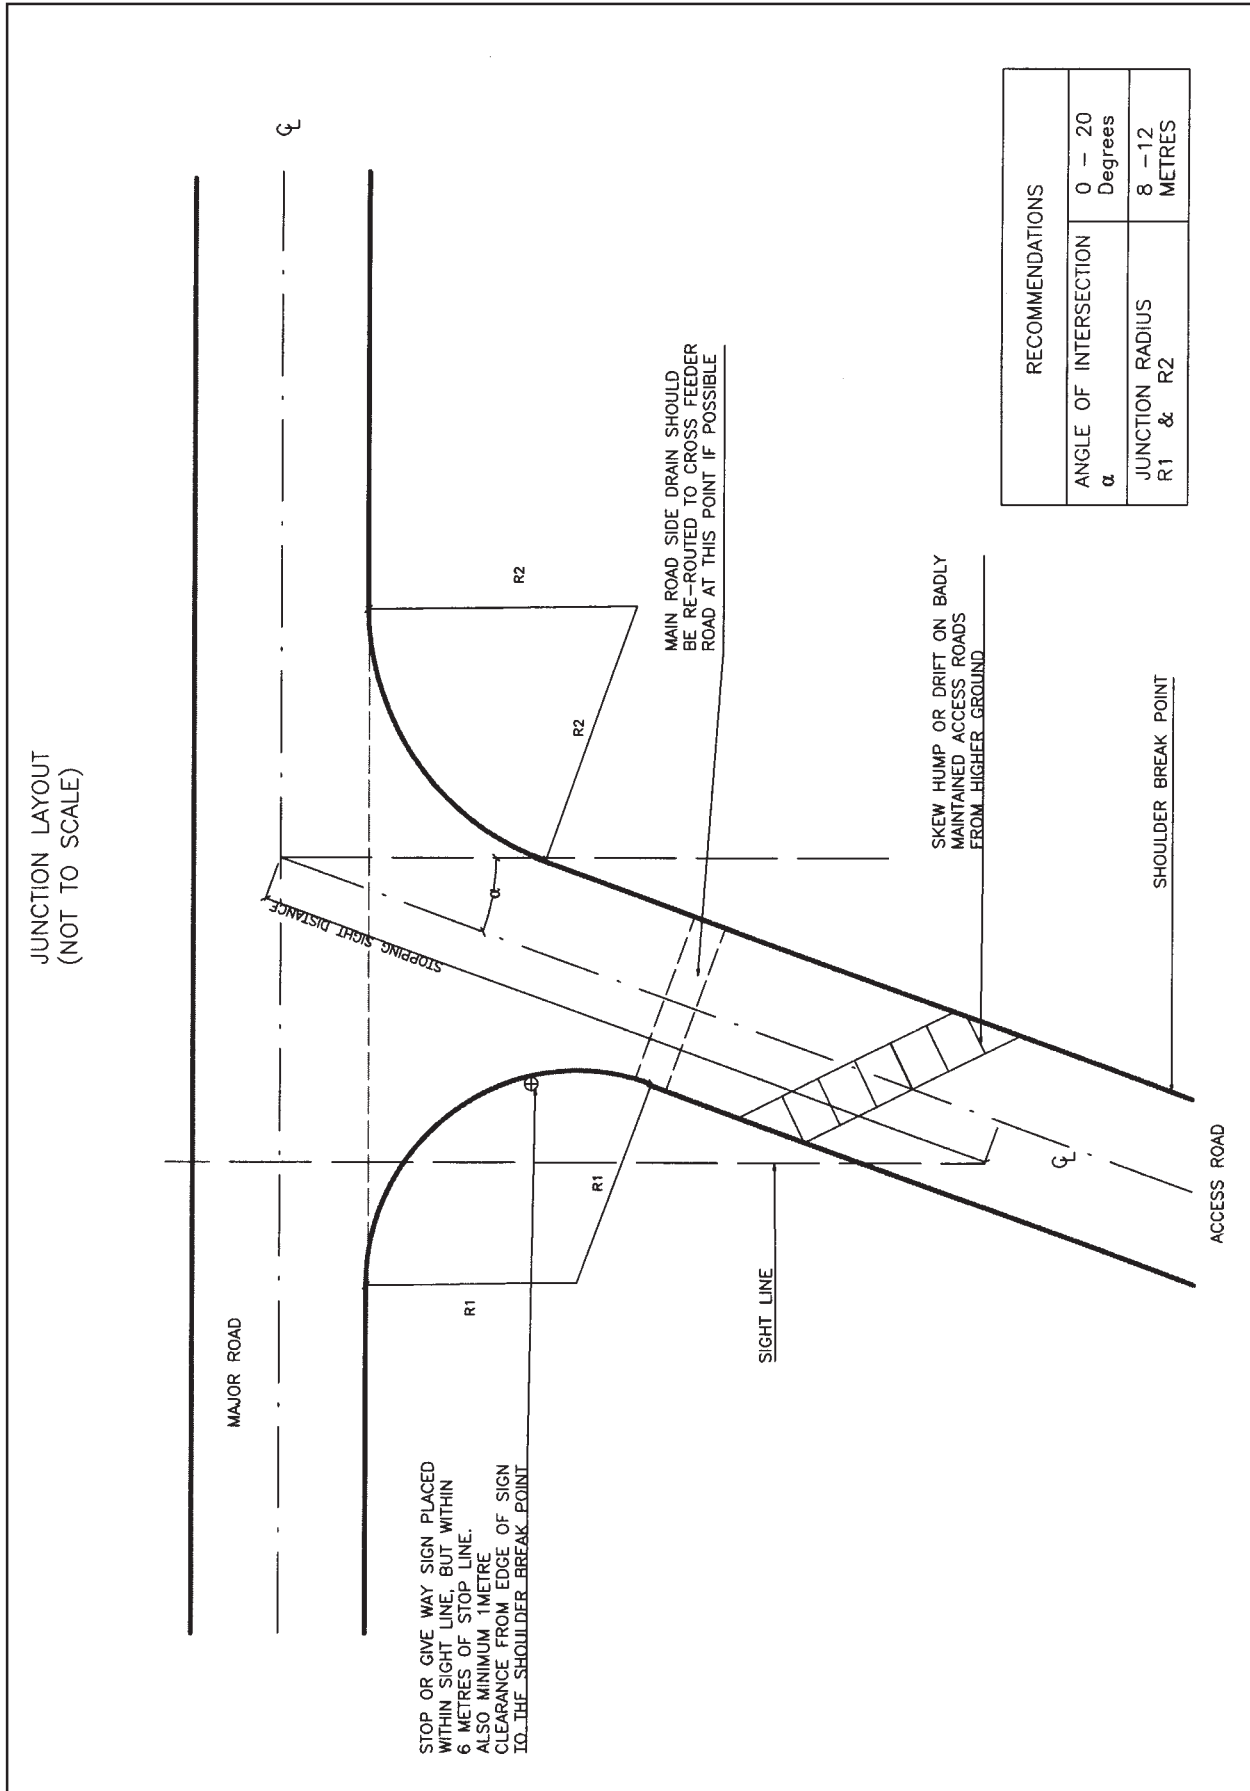 JUNCTION LAYOUT
(NOT TO SCALE)
MAJOR ROAD
℄
STOP OR GIVE WAY SIGN PLACED
WITHIN SIGHT LINE, BUT WITHIN
6 METRES OF STOP LINE.
ALSO MINIMUM 1METRE
CLEARANCE FROM EDGE OF SIGN
TO THE SHOULDER BREAK POINT
R1
R1
STOPPING SIGHT DISTANCE
α
R2
R2
MAIN ROAD SIDE DRAIN SHOULD
BE RE-ROUTED TO CROSS FEEDER
ROAD AT THIS POINT IF POSSIBLE
SIGHT LINE
SKEW HUMP OR DRIFT ON BADLY
MAINTAINED ACCESS ROADS
FROM HIGHER GROUND
℄
SHOULDER BREAK POINT
ACCESS ROAD
RECOMMENDATIONS
ANGLE OF INTERSECTION 0 - 20
α Degrees
JUNCTION RADIUS 8 -12
R1 & R2 METRES